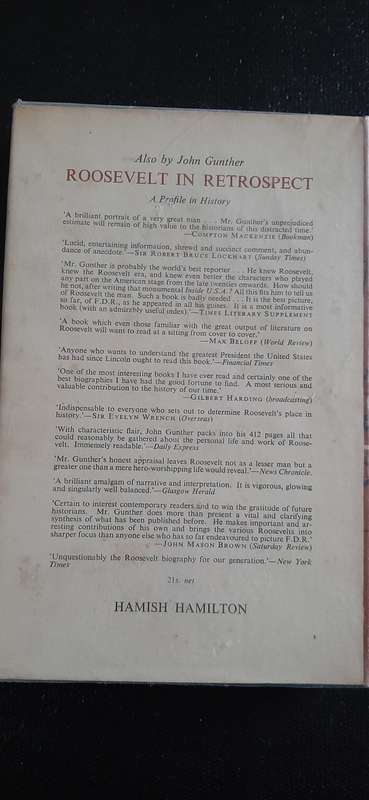 Also by John Gunther
ROOSEVELT IN RETROSPECT
A Profile in History
'A brilliant portrait of a very great man . . . Mr. Gunther's unprejudiced
estimate will remain of high value to the historians of this distracted time.'
—COMPTON MACKENZIE (Bookman)
'Lucid, entertaining information, shrewd and succinct comment, and abun-
dance of anecdote.'—SIR ROBERT BRUCE LOCKHART (Sunday Times)
'Mr. Gunther is probably the world's best reporter . . . He knew Roosevelt,
knew the Roosevelt era, and knew even better the characters who played
any part on the American stage from the late twenties onwards. How should
he not, after writing that monumental Inside U.S.A.? All this fits him to tell us
of Roosevelt the man. Such a book is badly needed . . . It is the best picture,
so far, of F.D.R., as he appeared in all his guises. It is a most informative
book (with an admirably useful index).'—TIMES LITERARY SUPPLEMENT
'A book which even those familiar with the great output of literature on
Roosevelt will want to read at a sitting from cover to cover.'
—MAX BELOFF (World Review)
'Anyone who wants to understand the greatest President the United States
has had since Lincoln ought to read this book.'—Financial Times
'One of the most interesting books I have ever read and certainly one of the
best biographies I have had the good fortune to find. A most serious and
valuable contribution to the history of our time.'
—GILBERT HARDING (broadcasting)
'Indispensable to everyone who sets out to determine Roosevelt's place in
history.'—SIR EVELYN WRENCH (Overseas)
'With characteristic flair, John Gunther packs into his 412 pages all that
could reasonably be gathered about the personal life and work of Roose-
velt. Immensely readable.'—Daily Express
'Mr. Gunther's honest appraisal leaves Roosevelt not as a lesser man but a
greater one than a more hero-worshipping life would reveal.'—News Chronicle.
'A brilliant amalgam of narrative and interpretation. It is vigorous, glowing
and singularly well balanced.'—Glasgow Herald
'Certain to interest contemporary readers and to win the gratitude of future
historians. Mr. Gunther does more than present a vital and clarifying
synthesis of what has been published before. He makes important and ar-
resting contributions of his own and brings the various Roosevelts into
sharper focus than anyone else who has so far endeavoured to picture F.D.R.'
—JOHN MASON BROWN (Saturday Review)
'Unquestionably the Roosevelt biography for our generation.'—New York
Times
21s. net
HAMISH HAMILTON